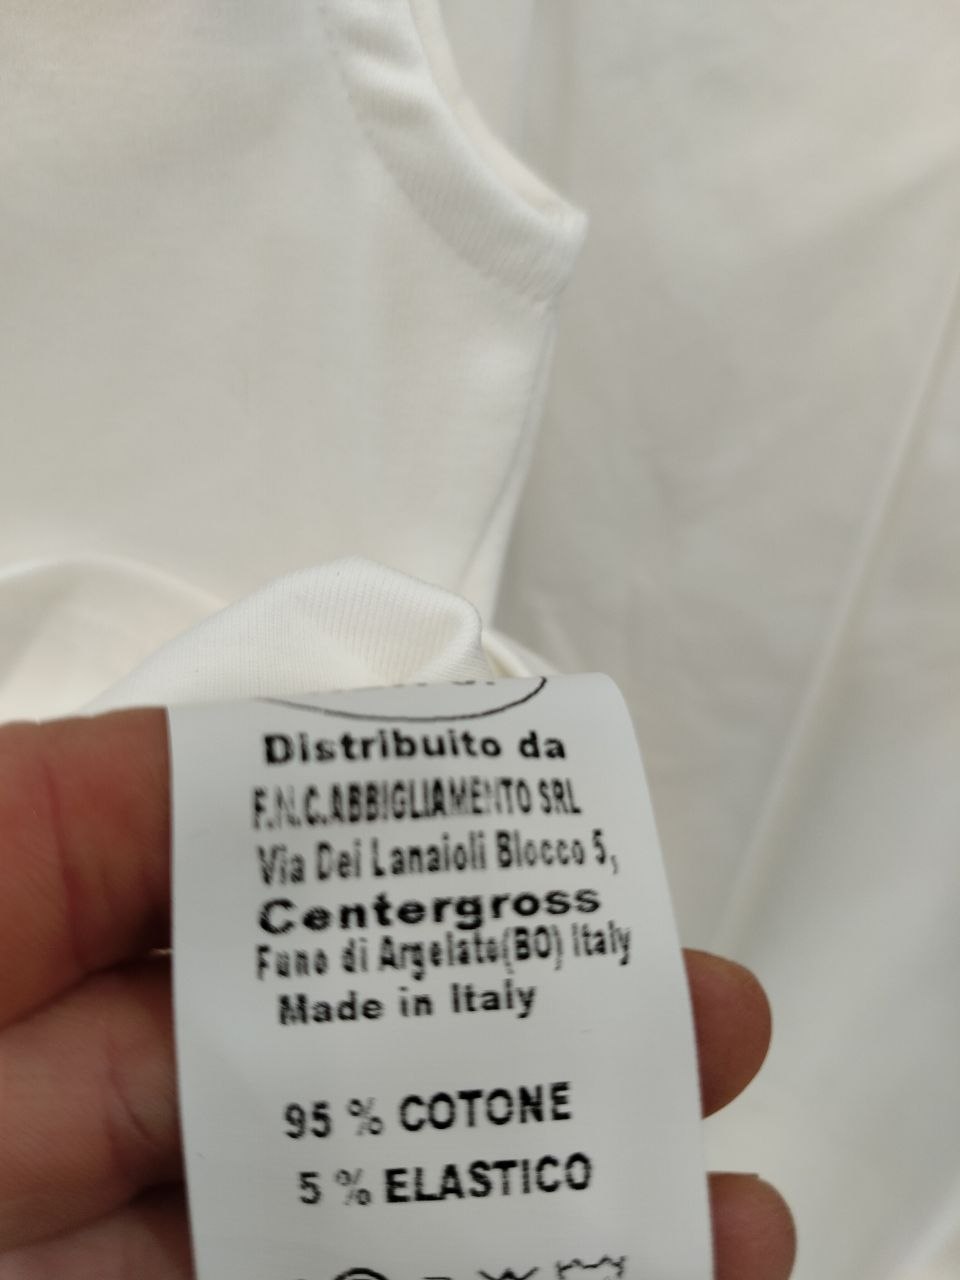 Distribuito da
F.N.C.ABBIGLIAMENTO SRL
Via Dei Lanaioli Blocco 5,
Centergross
Funo di Argelato(BO) Italy
Made in Italy
95 % COTONE
5 % ELASTICO